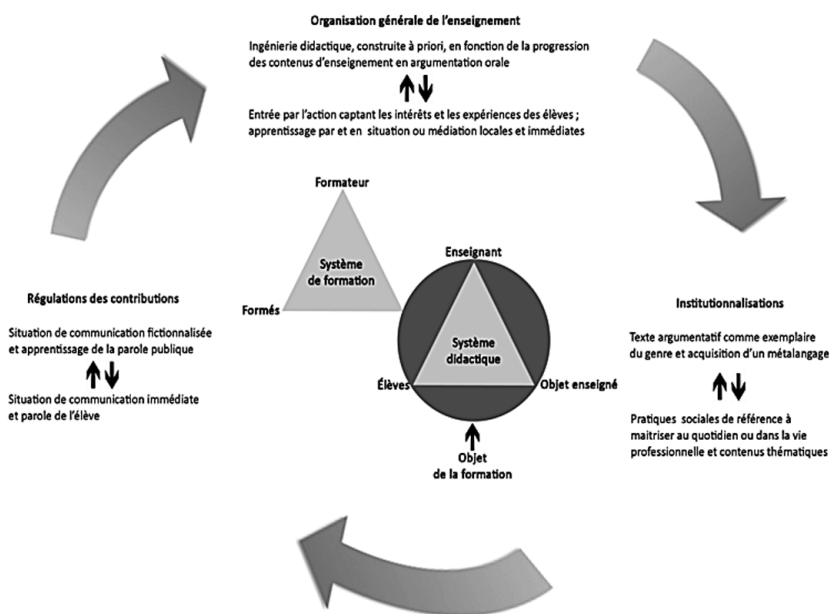 Organisation générale de l'enseignement
Ingénierie didactique, construite à priori, en fonction de la progression
des contenus d'enseignement en argumentation orale
Entrée par l'action captant les intérêts et les expériences des élèves ;
apprentissage par et en situation ou médiation locales et immédiates
Formateur
Système
de formation
Formés
Enseignant
Système
didactique
Élèves
Objet enseigné
Objet
de la formation
Régulations des contributions
Situation de communication fictionnalisée
et apprentissage de la parole publique
Situation de communication immédiate
et parole de l'élève
Institutionnalisations
Texte argumentatif comme exemplaire
du genre et acquisition d'un métalangage
Pratiques sociales de référence à
maitriser au quotidien ou dans la vie
professionnelle et contenus thématiques